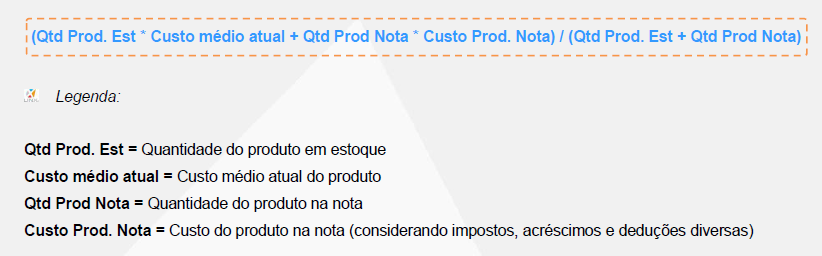 (Qtd Prod. Est * Custo médio atual + Qtd Prod Nota * Custo Prod. Nota) / (Qtd Prod. Est + Qtd Prod Nota)
Legenda:
Qtd Prod. Est = Quantidade do produto em estoque
Custo médio atual = Custo médio atual do produto
Qtd Prod Nota = Quantidade do produto na nota
Custo Prod. Nota = Custo do produto na nota (considerando impostos, acréscimos e deduções diversas)